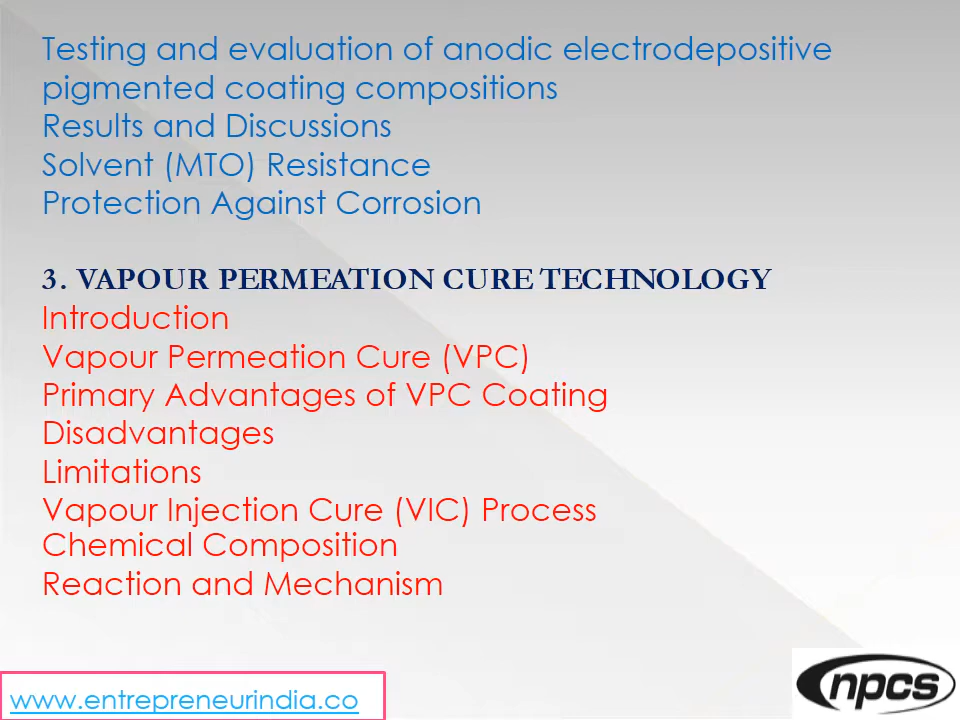 Testing and evaluation of anodic electrodepositive
pigmented coating compositions
Results and Discussions
Solvent (MTO) Resistance
Protection Against Corrosion
3. VAPOUR PERMEATION CURE TECHNOLOGY
Introduction
Vapour Permeation Cure (VPC)
Primary Advantages of VPC Coating
Disadvantages
Limitations
Vapour Injection Cure (VIC) Process
Chemical Composition
Reaction and Mechanism
www.entrepreneurindia.co
npcs